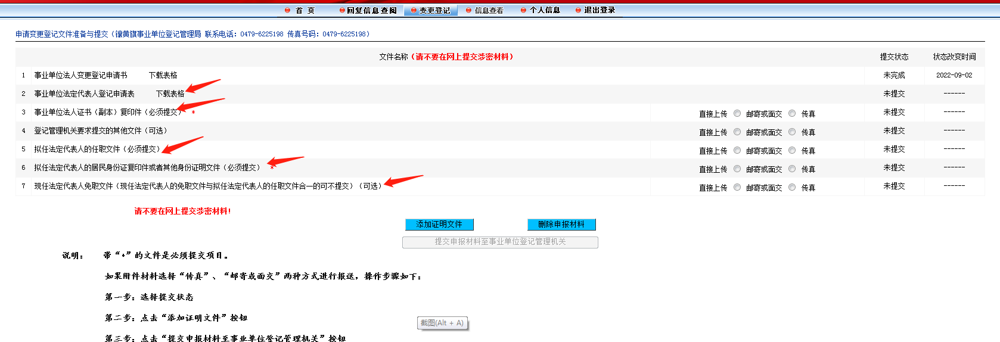 首 页 回复信息查阅 变更登记 信息查看 个人信息 退出登录
申请变更登记文件准备与提交（镶黄旗事业单位登记管理局 联系电话：0479-6225198 传真号码：0479-6225198）
文件名称（请不要在网上提交涉密材料） 提交状态 状态改变时间
1 事业单位法人变更登记申请书 下载表格 未完成 2022-09-02
2 事业单位法定代表人登记申请表 下载表格 未提交 ------
3 事业单位法人证书（副本）复印件（必须提交） * 直接上传 邮寄或面交 传真 未提交 ------
4 登记管理机关要求提交的其他文件（可选） 直接上传 邮寄或面交 传真 未提交 ------
5 拟任法定代表人的任职文件（必须提交） 直接上传 邮寄或面交 传真 未提交 ------
6 拟任法定代表人的居民身份证复印件或者其他身份证明文件（必须提交） * 直接上传 邮寄或面交 传真 未提交 ------
7 现任法定代表人免职文件（现任法定代表人的免职文件与拟任法定代表人的任职文件合一的可不提交）（可选） 直接上传 邮寄或面交 传真 未提交 ------
请不要在网上提交涉密材料!
添加证明文件 删除申报材料
提交申报材料至事业单位登记管理机关
说明： 带“*”的文件是必须提交项目。
如果附件材料选择“传真”、“邮寄或面交”两种方式进行报送，操作步骤如下：
第一步：选择提交状态
第二步：点击“添加证明文件”按钮
截图(Alt + A)
第三步：点击“提交申报材料至事业单位登记管理机关”按钮